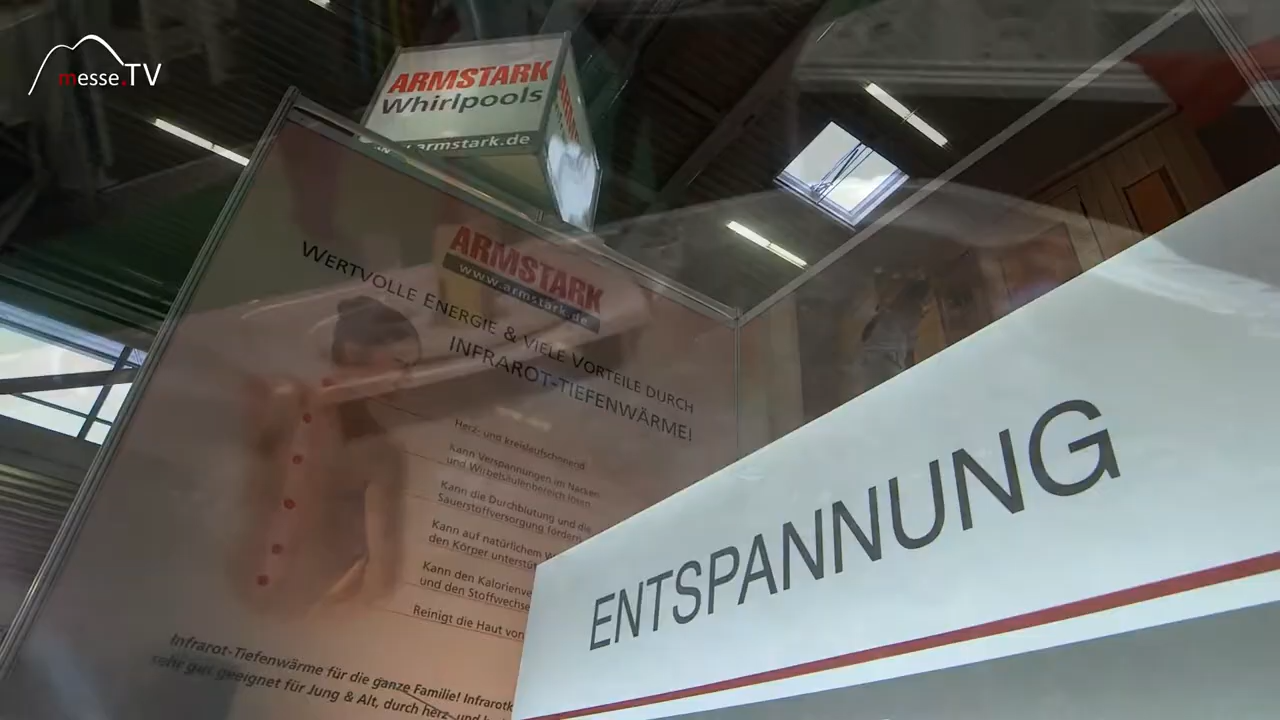 messe.TV
ARMSTARK
Whirlpools
armstark.de
ARMSTARK
www.armstark.de
WERTVOLLE ENERGIE & VIELE VORTEILE DURCH
INFRAROT-TIEFENWÄRME!
Herz- und kreislaufschonend
Kann Verspannungen im Nacken
und Wirbelsäulenbereich lösen
Kann die Durchblutung und die
Sauerstoffversorgung fördern
Kann auf natürlichem
den Körper
Kann den
und den
Reinigt die Haut von
Infrarot-Tiefenwärme für die ganze Familie!
sehr gut geeignet für Jung & Alt, durch herz-
ENTSPANNUNG